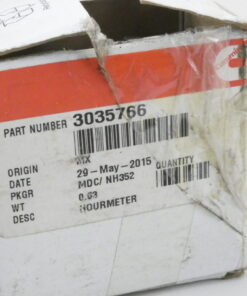 PART NUMBER 3035766
ORIGIN MX
DATE 29-May-2015 QUANTITY
PKGR MDC/ NH352
WT 0.63
DESC HOURMETER